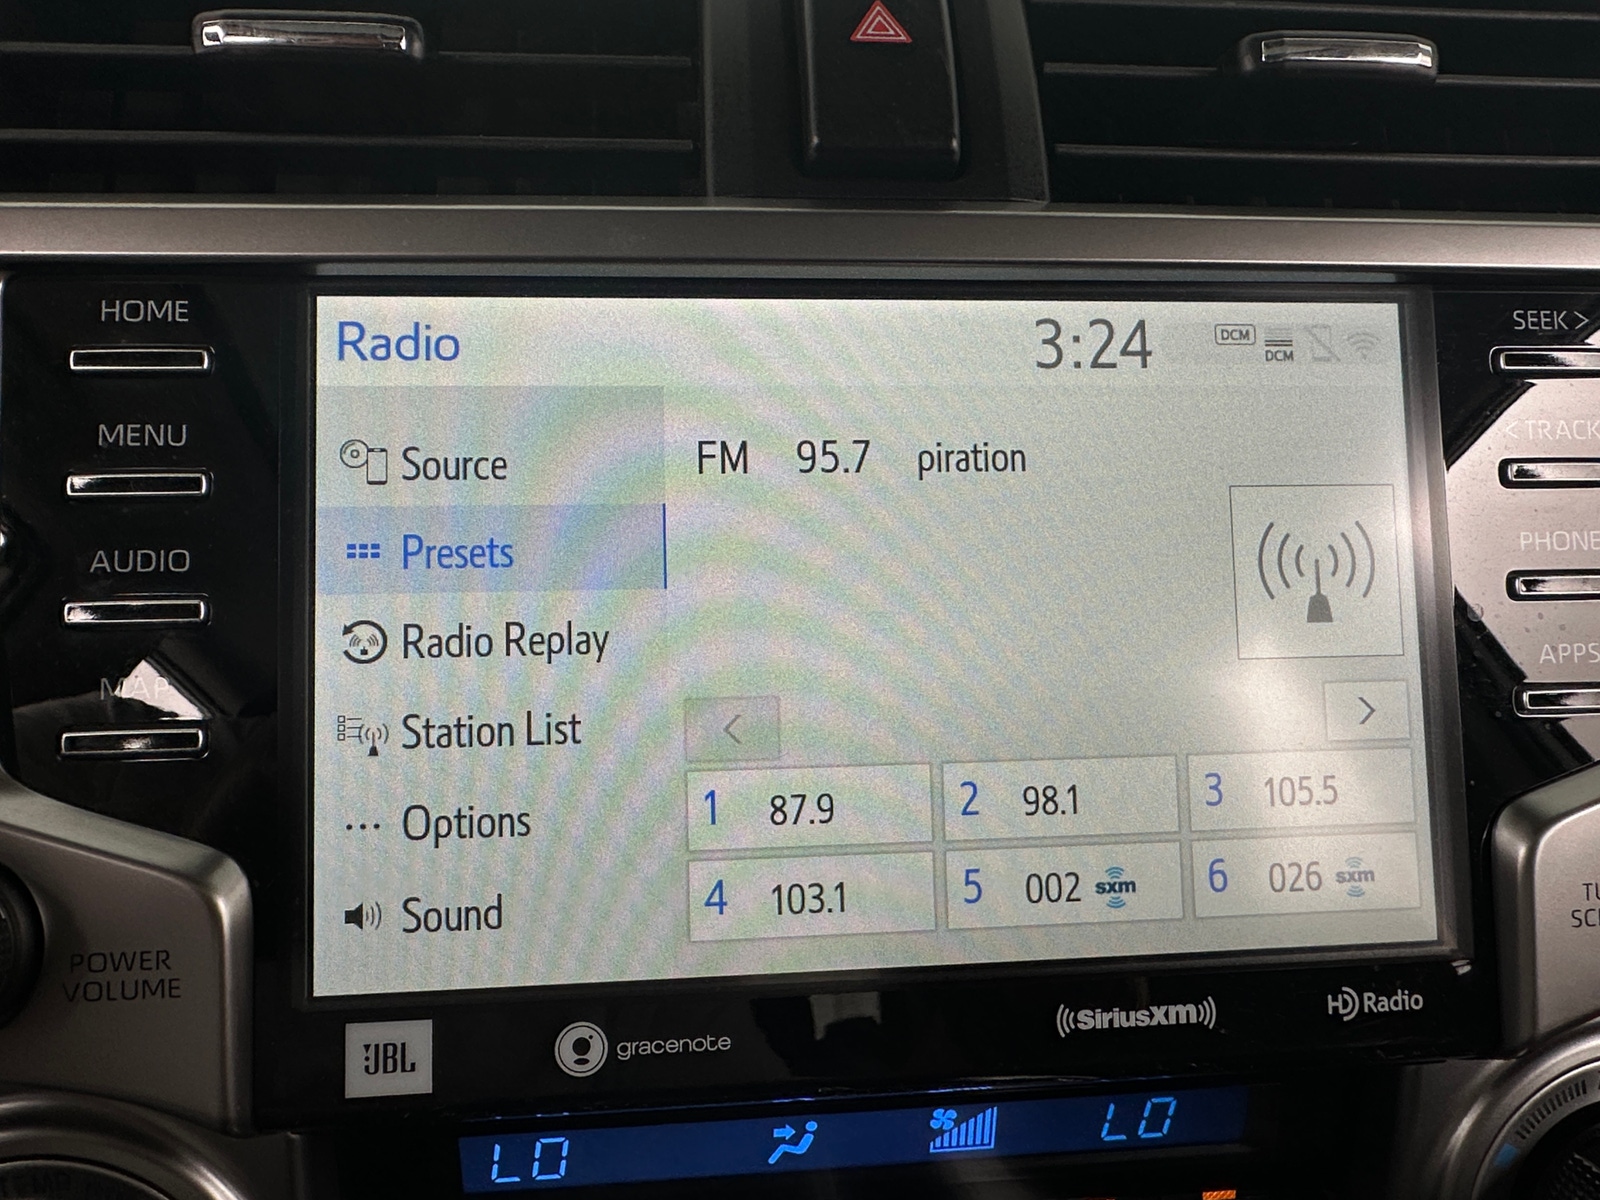 HOME
MENU
AUDIO
MAP
POWER
VOLUME
SEEK >
< TRACK
PHONE
APPS
Radio
3:24
DCM
DCM
Source
Presets
Radio Replay
Station List
... Options
Sound
FM 95.7 piration
<
>
1 87.9
2 98.1
3 105.5
4 103.1
5 002 sxm
6 026 sxm
JBL
gracenote
((SiriusXM))
HD Radio
LO
LO